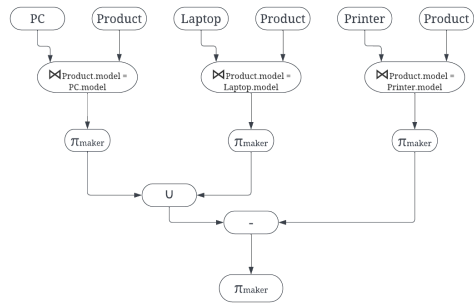 PC Product Laptop Product Printer Product
⋈Product.model = ⋈Product.model = ⋈Product.model =
PC.model Laptop.model Printer.model
πmaker πmaker πmaker
∪
-
πmaker